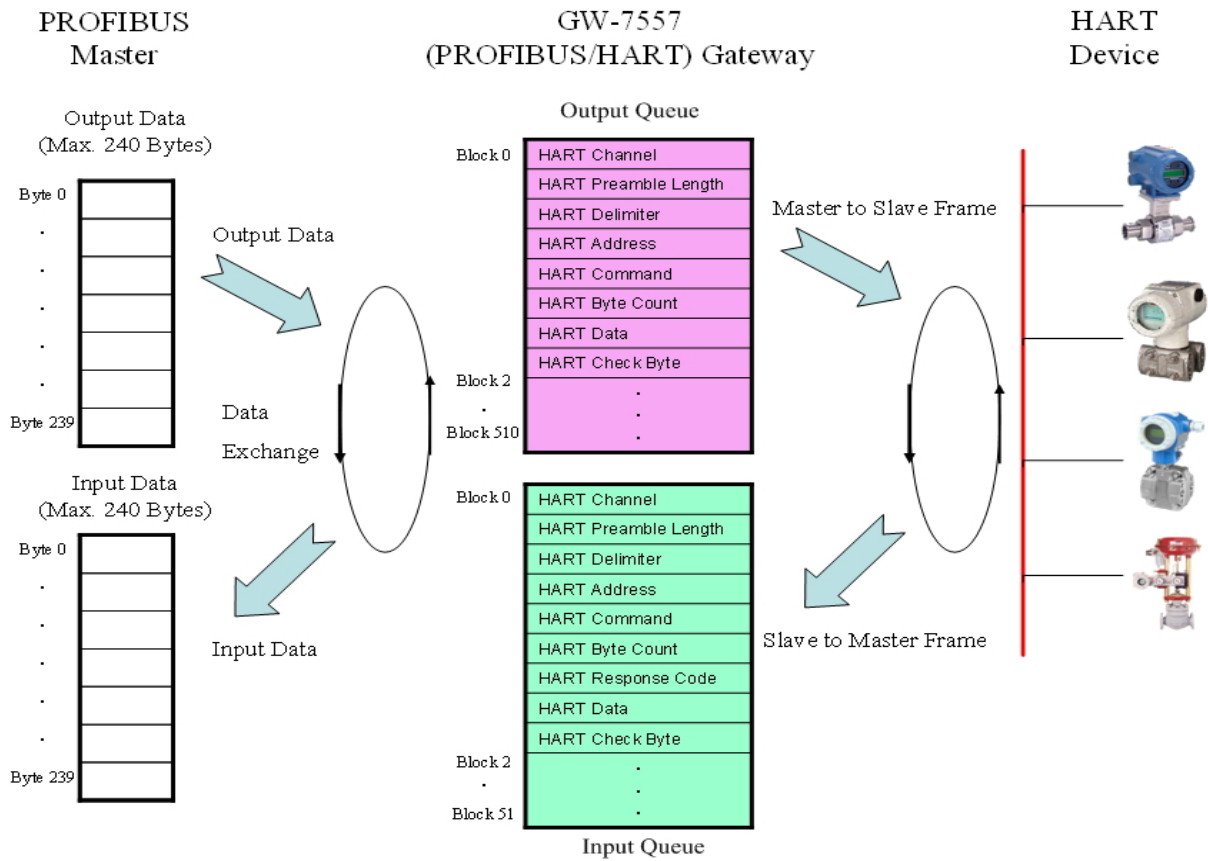 PROFIBUS
Master
GW-7557
(PROFIBUS/HART) Gateway
HART
Device
Output Data
(Max. 240 Bytes)
Byte 0
.
.
.
.
.
Byte 239
Output Data
Data
Exchange
Input Data
(Max. 240 Bytes)
Byte 0
.
.
.
.
.
Byte 239
Input Data
Output Queue
Block 0
HART Channel
HART Preamble Length
HART Delimiter
HART Address
HART Command
HART Byte Count
HART Data
HART Check Byte
Block 2
.
Block 510
.
.
.
Block 0
HART Channel
HART Preamble Length
HART Delimiter
HART Address
HART Command
HART Byte Count
HART Response Code
HART Data
HART Check Byte
Block 2
.
Block 51
.
.
.
Input Queue
Master to Slave Frame
Slave to Master Frame